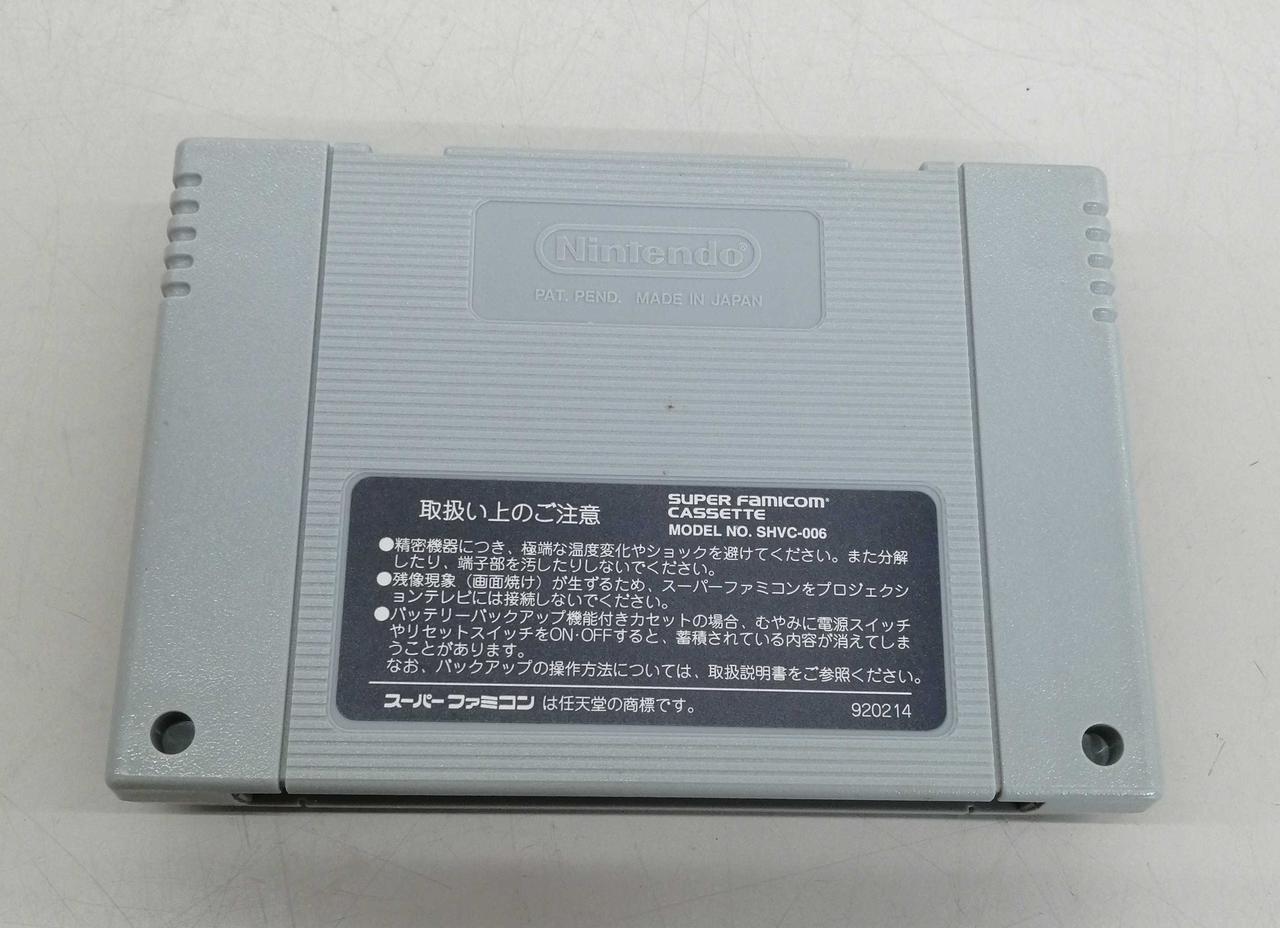 Nintendo®
PAT. PEND. MADE IN JAPAN
取扱い上のご注意
SUPER FAMICOM®
CASSETTE
MODEL NO. SHVC-006
●精密機器につき、極端な温度変化やショックを避けてください。また分解
したり、端子部を汚したりしないでください。
●残像現象（画面焼け）が生ずるため、スーパーファミコンをプロジェクシ
ョンテレビには接続しないでください。
●バッテリーバックアップ機能付きカセットの場合、むやみに電源スイッチ
やリセットスイッチをON・OFFすると、蓄積されている内容が消えてしま
うことがあります。
なお、バックアップの操作方法については、取扱説明書をご参照ください。
スーパーファミコン は任天堂の商標です。
920214